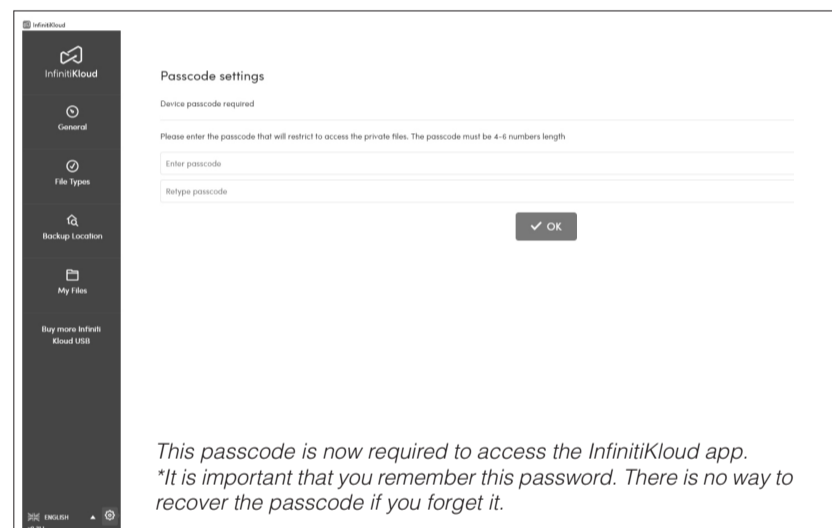 InfinitiKloud
InfinitiKloud
General
File Types
Backup Location
My Files
Buy more Infiniti
Kloud USB
ENGLISH
Passcode settings
Device passcode required
Please enter the passcode that will restrict to access the private files. The passcode must be 4-6 numbers length
Enter passcode
Retype passcode
OK
This passcode is now required to access the InfinitiKloud app.
*It is important that you remember this password. There is no way to
recover the passcode if you forget it.